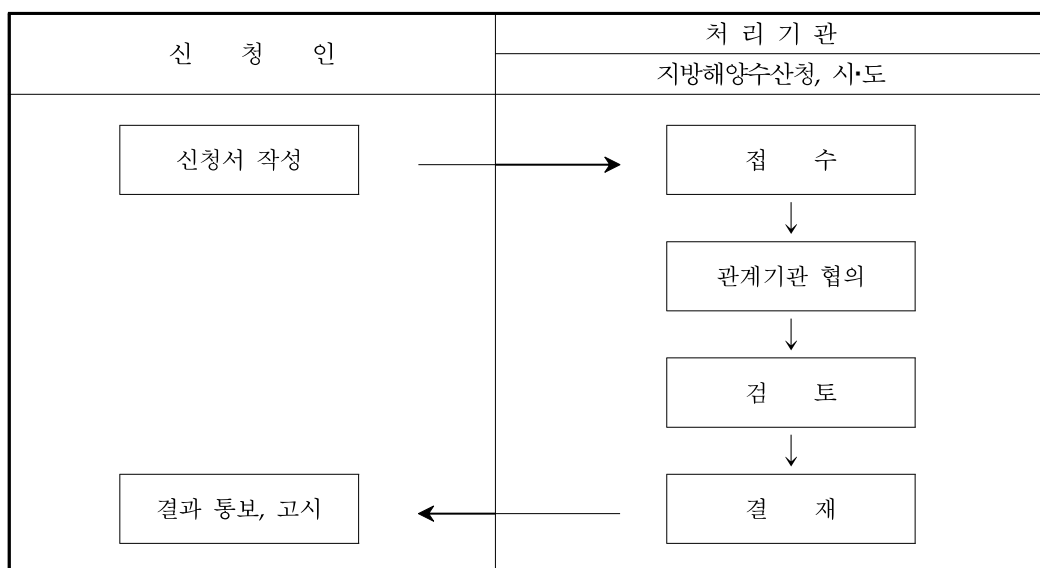 신 청 인
처 리 기 관
지방해양수산청, 시·도
신청서 작성
접 수
관계기관 협의
검 토
결과 통보, 고시
결 재